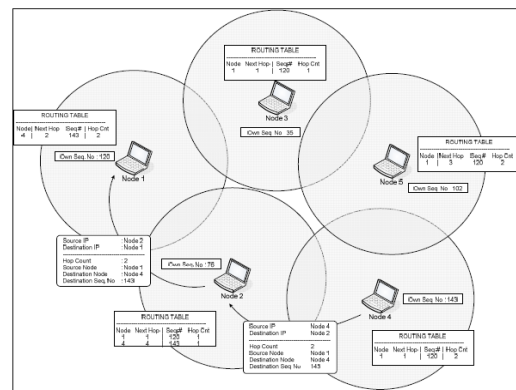 ROUTING TABLE
Node Next Hop | Seq# Hop Cnt
1 1 | 120 1
Node 3
Own Seq No 35
ROUTING TABLE
Node| Next Hop Seq# | Hop Cnt
4 | 2 143 | 2
Own Seq No :120
Node 1
ROUTING TABLE
Node Next Hop | Seq# Hop Cnt
1 | 3 120 2
Node 5
Own Seq No 102
Source IP :Node 2
Destination IP :Node 1
Hop Count :2
Source Node :Node 1
Destination Node :Node 4
Destination Seq No :143
Own Seq No :75
Node 2
Own Seq No :143
Node 4
ROUTING TABLE
Node Next Hop | Seq# Hop Cnt
1 1 120 1
4 4 143 1
Source IP Node 4
Destination IP Node 2
Hop Count 2
Source Node Node 1
Destination Node Node 4
Destination Seq No 143
ROUTING TABLE
Node Next Hop | Seq# Hop Cnt
1 1 | 120 | 2